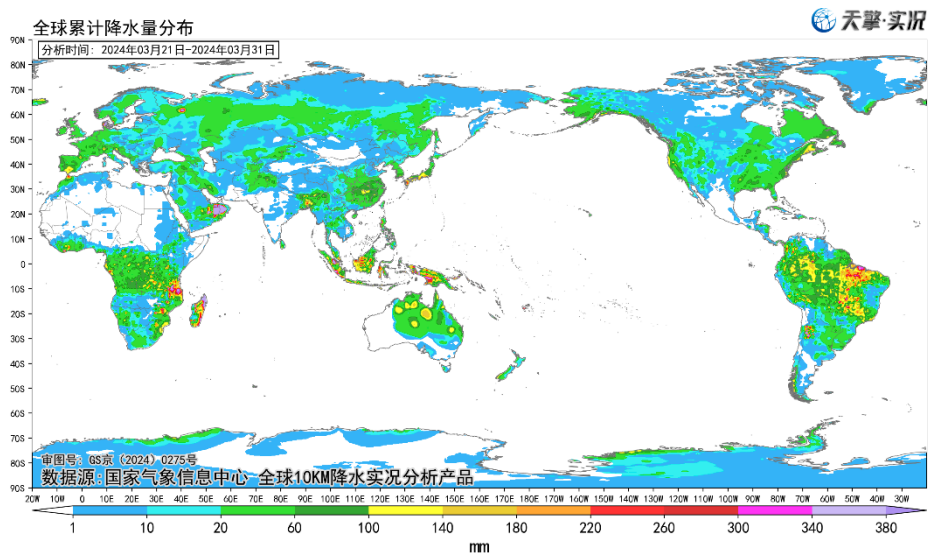 天擎·实况
全球累计降水量分布
分析时间：2024年03月21日-2024年03月31日
90N
80N
70N
60N
50N
40N
30N
20N
10N
0
10S
20S
30S
40S
50S
60S
70S
80S
90S
审图号：GS京（2024）0275号
数据源:国家气象信息中心 全球10KM降水实况分析产品
20W 10W 0 10E 20E 30E 40E 50E 60E 70E 80E 90E 100E 110E 120E 130E 140E 150E 160E 170E 180 170W 160W 150W 140W 130W 120W 110W 100W 90W 80W 70W 60W 50W 40W 30W
1 10 20 60 100 140 180 220 260 300 340 380
mm